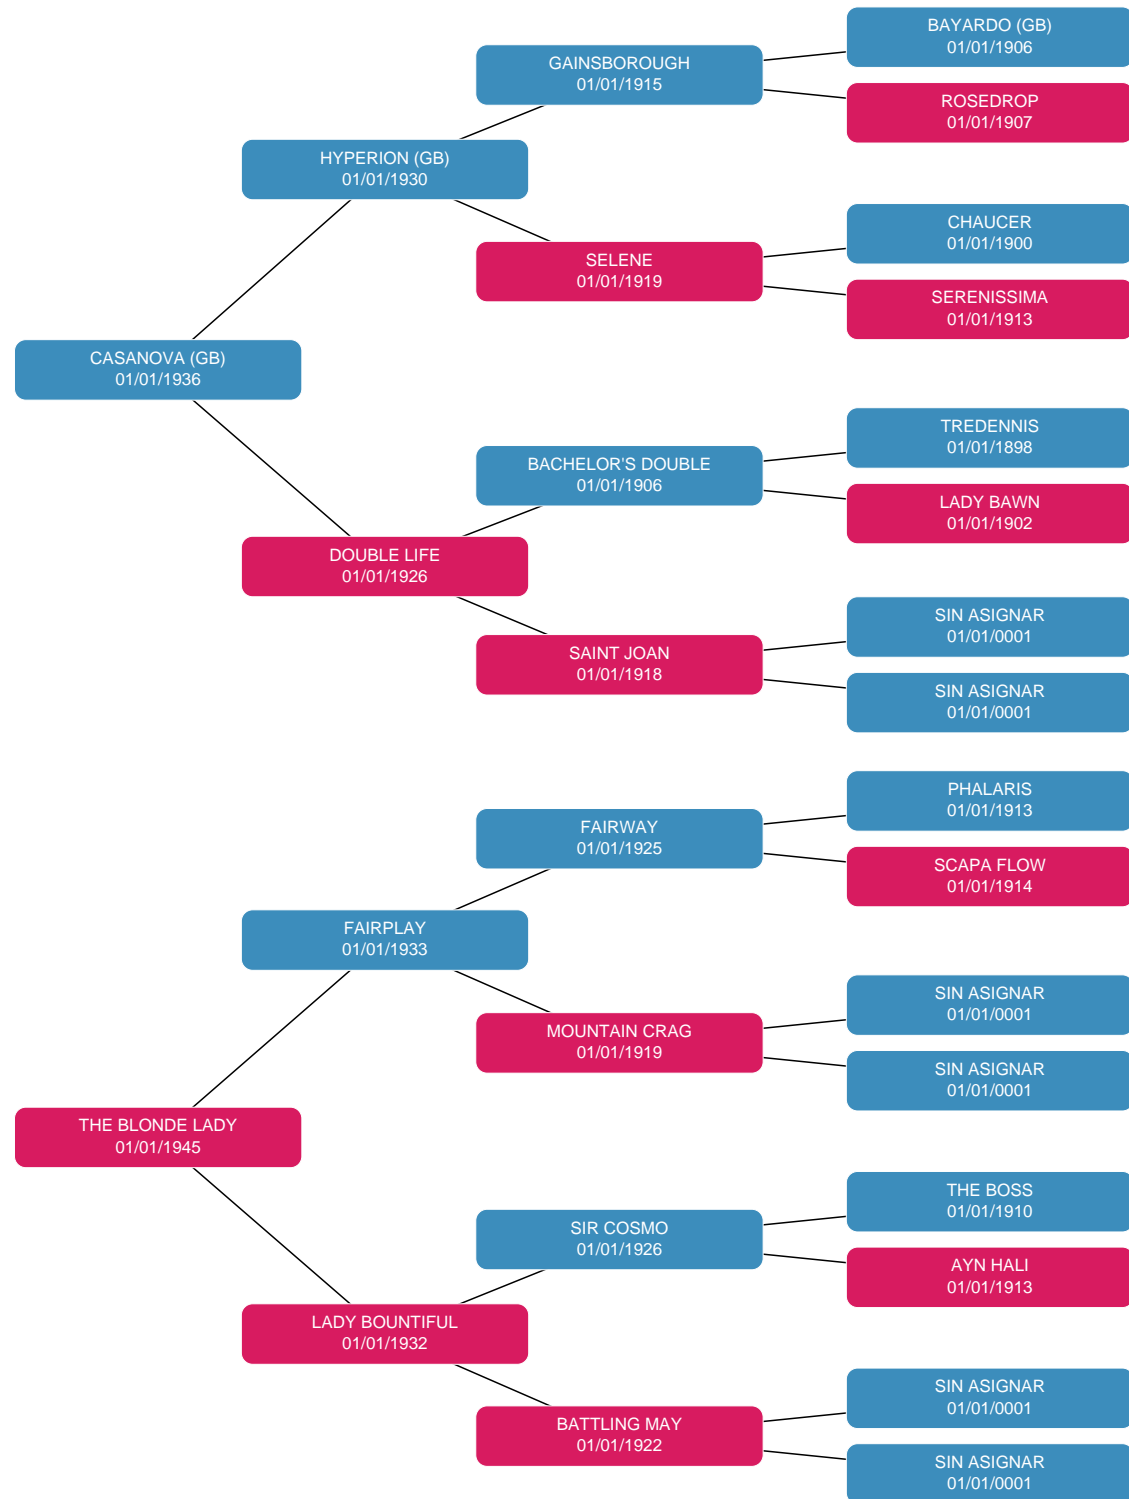 BAYARDO (GB)
01/01/1906
GAINSBOROUGH
01/01/1915
ROSEDROP
01/01/1907
HYPERION (GB)
01/01/1930
CHAUCER
01/01/1900
SELENE
01/01/1919
SERENISSIMA
01/01/1913
CASANOVA (GB)
01/01/1936
TREDENNIS
01/01/1898
BACHELOR'S DOUBLE
01/01/1906
LADY BAWN
01/01/1902
DOUBLE LIFE
01/01/1926
SIN ASIGNAR
01/01/0001
SAINT JOAN
01/01/1918
SIN ASIGNAR
01/01/0001
PHALARIS
01/01/1913
FAIRWAY
01/01/1925
SCAPA FLOW
01/01/1914
FAIRPLAY
01/01/1933
SIN ASIGNAR
01/01/0001
MOUNTAIN CRAG
01/01/1919
SIN ASIGNAR
01/01/0001
THE BLONDE LADY
01/01/1945
THE BOSS
01/01/1910
SIR COSMO
01/01/1926
AYN HALI
01/01/1913
LADY BOUNTIFUL
01/01/1932
SIN ASIGNAR
01/01/0001
BATTLING MAY
01/01/1922
SIN ASIGNAR
01/01/0001